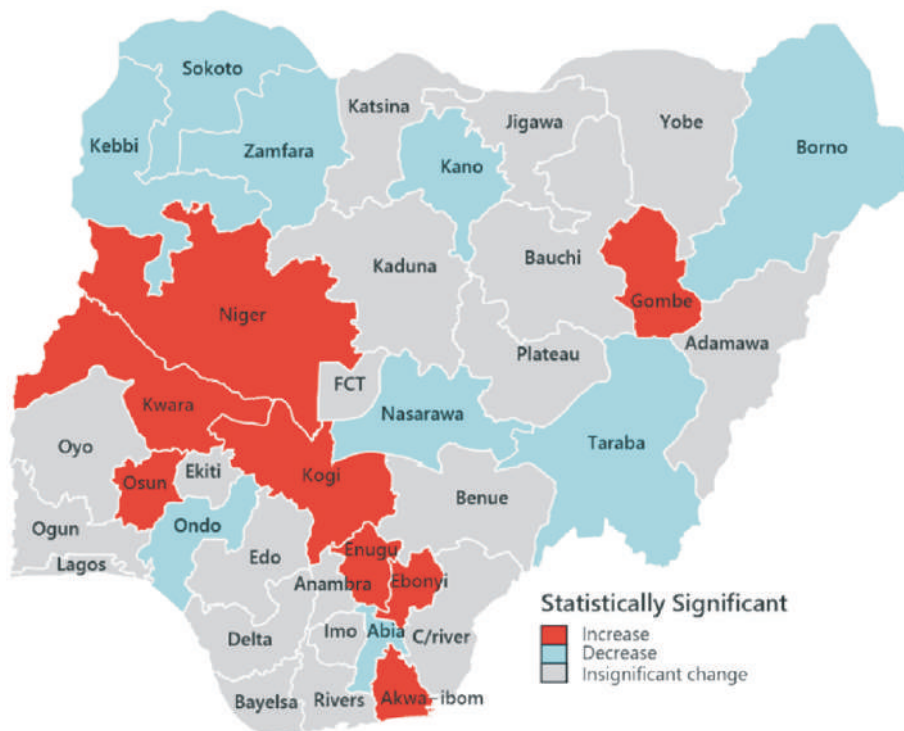 Sokoto
Katsina
Jigawa
Yobe
Kebbi
Zamfara
Kano
Borno
Kaduna
Bauchi
Niger
Gombe
Plateau
Adamawa
FCT
Kwara
Nasarawa
Taraba
Oyo
Osun
Ekiti
Kogi
Benue
Ogun
Ondo
Lagos
Edo
Enugu
Anambra
Ebonyi
Delta
Imo
Abia
C/river
Bayelsa
Rivers
Akwa-ibom
Statistically Significant
Increase
Decrease
Insignificant change